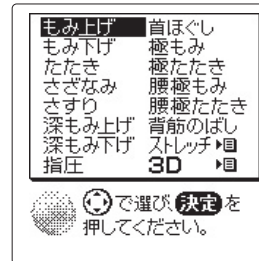 もみ上げ 首ほぐし
もみ下げ 極もみ
たたき 極たたき
さざなみ 腰極もみ
さすり 腰極たたき
深もみ上げ 背筋のばし
深もみ下げ ストレッチ
指圧 3D
で選び、決定を
押してください。